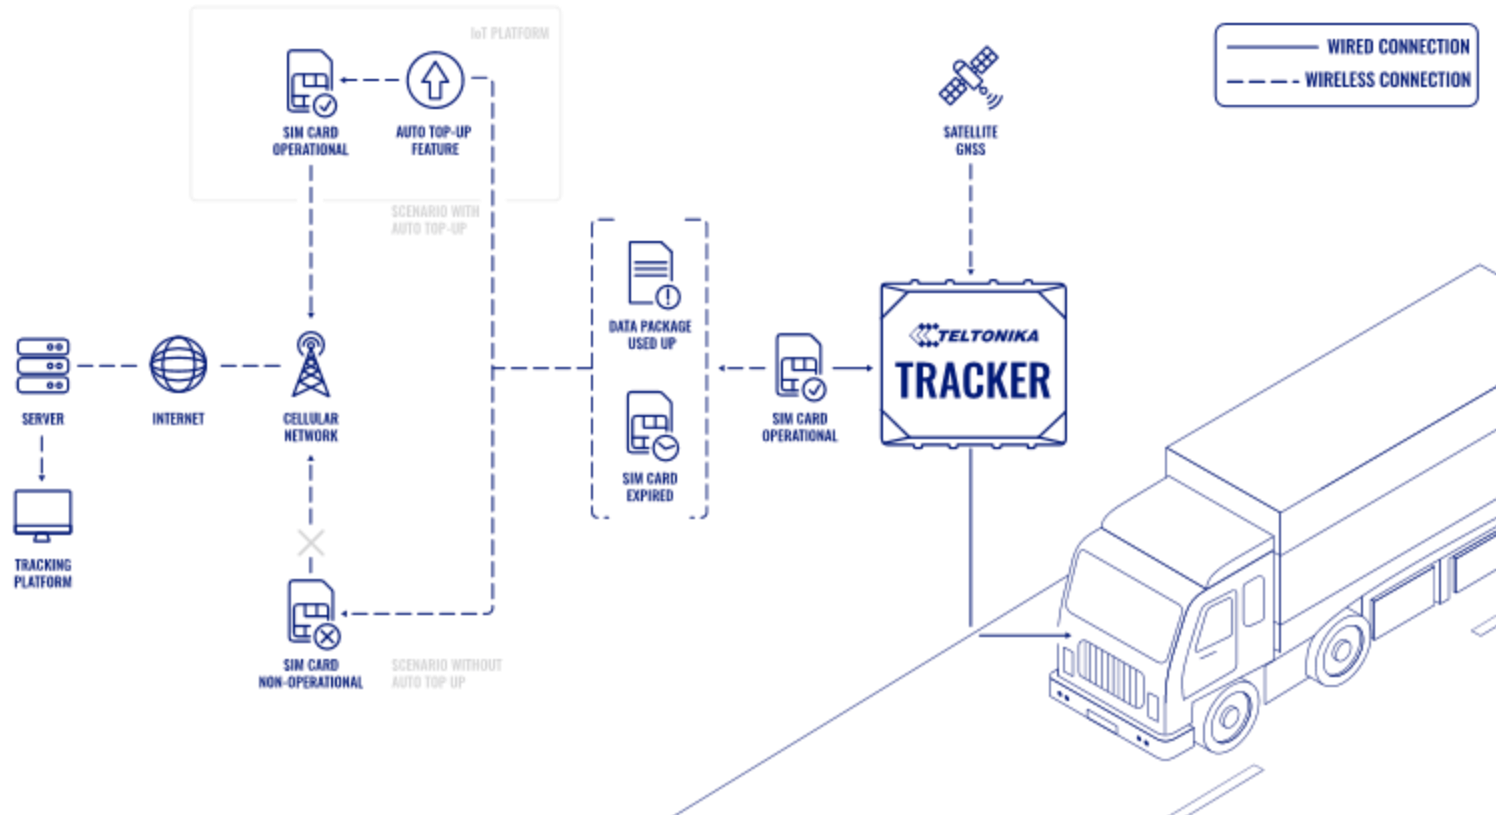 IoT PLATFORM
WIRED CONNECTION
WIRELESS CONNECTION
SIM CARD
OPERATIONAL
AUTO TOP-UP
FEATURE
SATELLITE
GNSS
SCENARIO WITH
AUTO TOP-UP
DATA PACKAGE
USED UP
TELTONIKA
TRACKER
SERVER
INTERNET
CELLULAR
NETWORK
SIM CARD
OPERATIONAL
SIM CARD
EXPIRED
TRACKING
PLATFORM
SIM CARD
NON-OPERATIONAL
SCENARIO WITHOUT
AUTO TOP UP